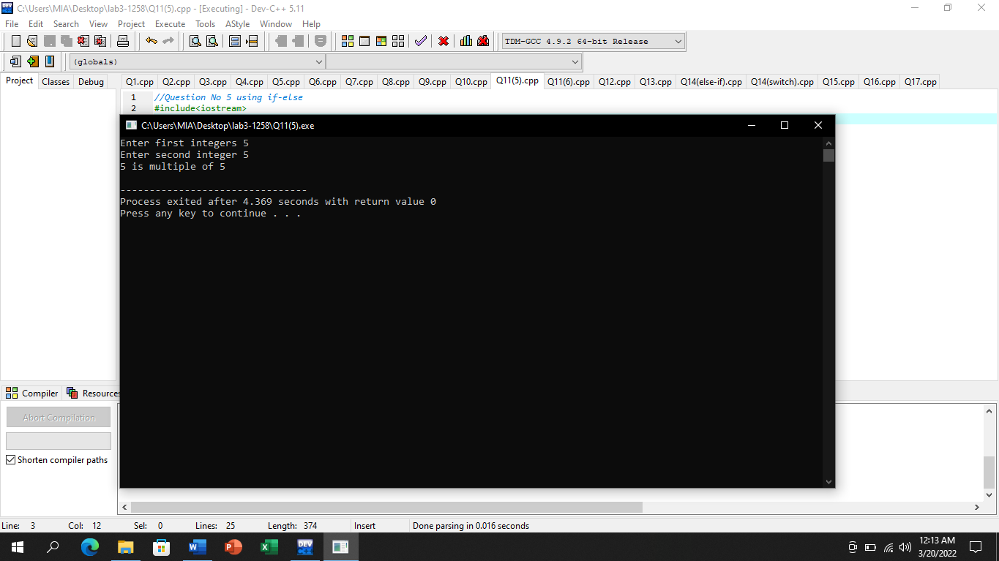 C:\Users\MIA\Desktop\lab3-1258\Q11(5).cpp - [Executing] - Dev-C++ 5.11
File Edit Search View Project Execute Tools AStyle Window Help
TDM-GCC 4.9.2 64-bit Release
(globals)
Project Classes Debug Q1.cpp Q2.cpp Q3.cpp Q4.cpp Q5.cpp Q6.cpp Q7.cpp Q8.cpp Q9.cpp Q10.cpp Q11(5).cpp Q11(6).cpp Q12.cpp Q13.cpp Q14(else-if).cpp Q14(switch).cpp Q15.cpp Q16.cpp Q17.cpp
1 //Question No 5 using if-else
2 #include<iostream>
C:\Users\MIA\Desktop\lab3-1258\Q11(5).exe
Enter first integers 5
Enter second integer 5
5 is multiple of 5
--------------------------------
Process exited after 4.369 seconds with return value 0
Press any key to continue . . .
Compiler Resources
Abort Compilation
Shorten compiler paths
Line: 3 Col: 12 Sel: 0 Lines: 25 Length: 374 Insert Done parsing in 0.016 seconds
DEV C++
12:13 AM
3/20/2022